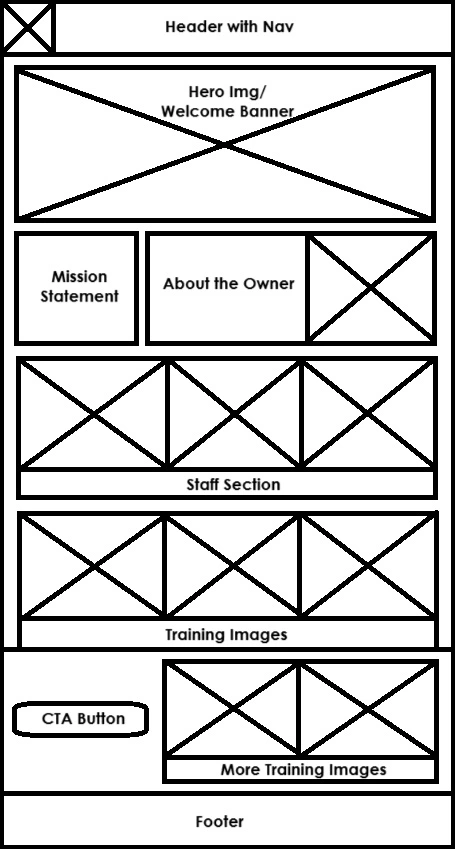 Header with Nav
Hero Img/
Welcome Banner
Mission
Statement
About the Owner
Staff Section
Training Images
CTA Button
More Training Images
Footer